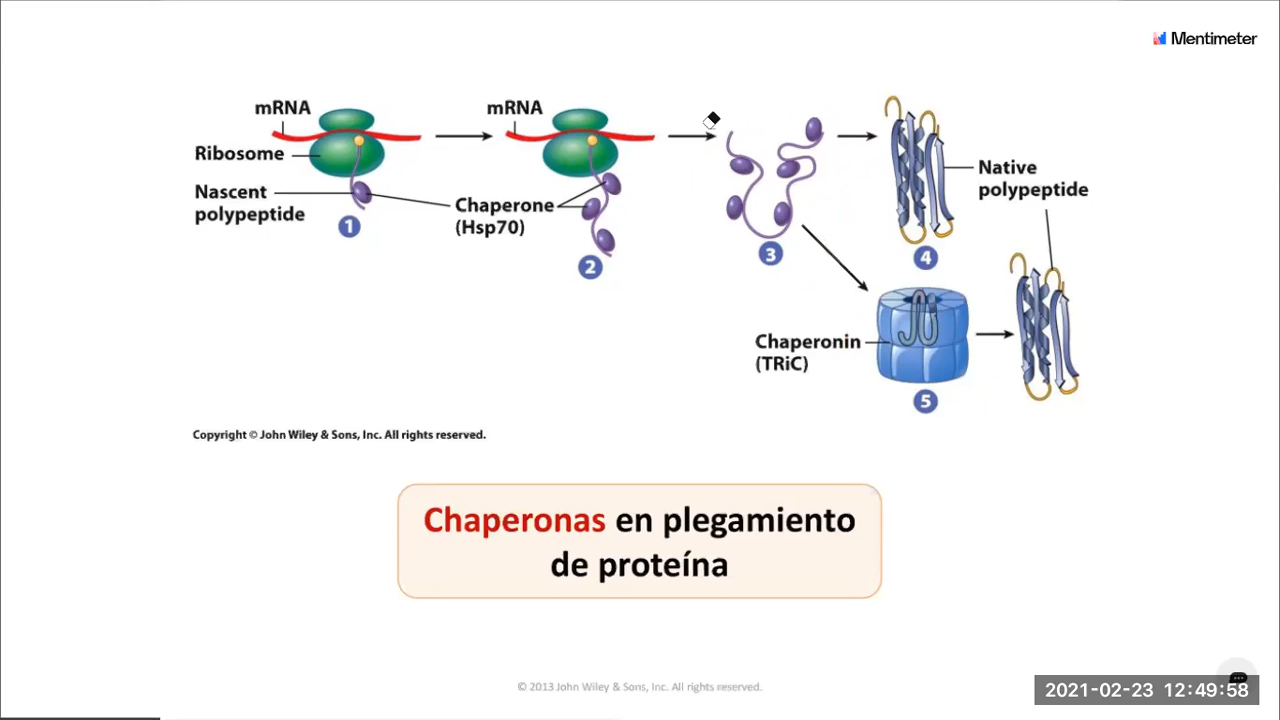 Mentimeter
mRNA
mRNA
Ribosome
Nascent
polypeptide
1
Chaperone
(Hsp70)
2
3
4
Native
polypeptide
Chaperonin
(TRiC)
5
Copyright © John Wiley & Sons, Inc. All rights reserved.
Chaperonas en plegamiento
de proteína
© 2013 John Wiley & Sons, Inc. All rights reserved.
2021-02-23 12:49:58